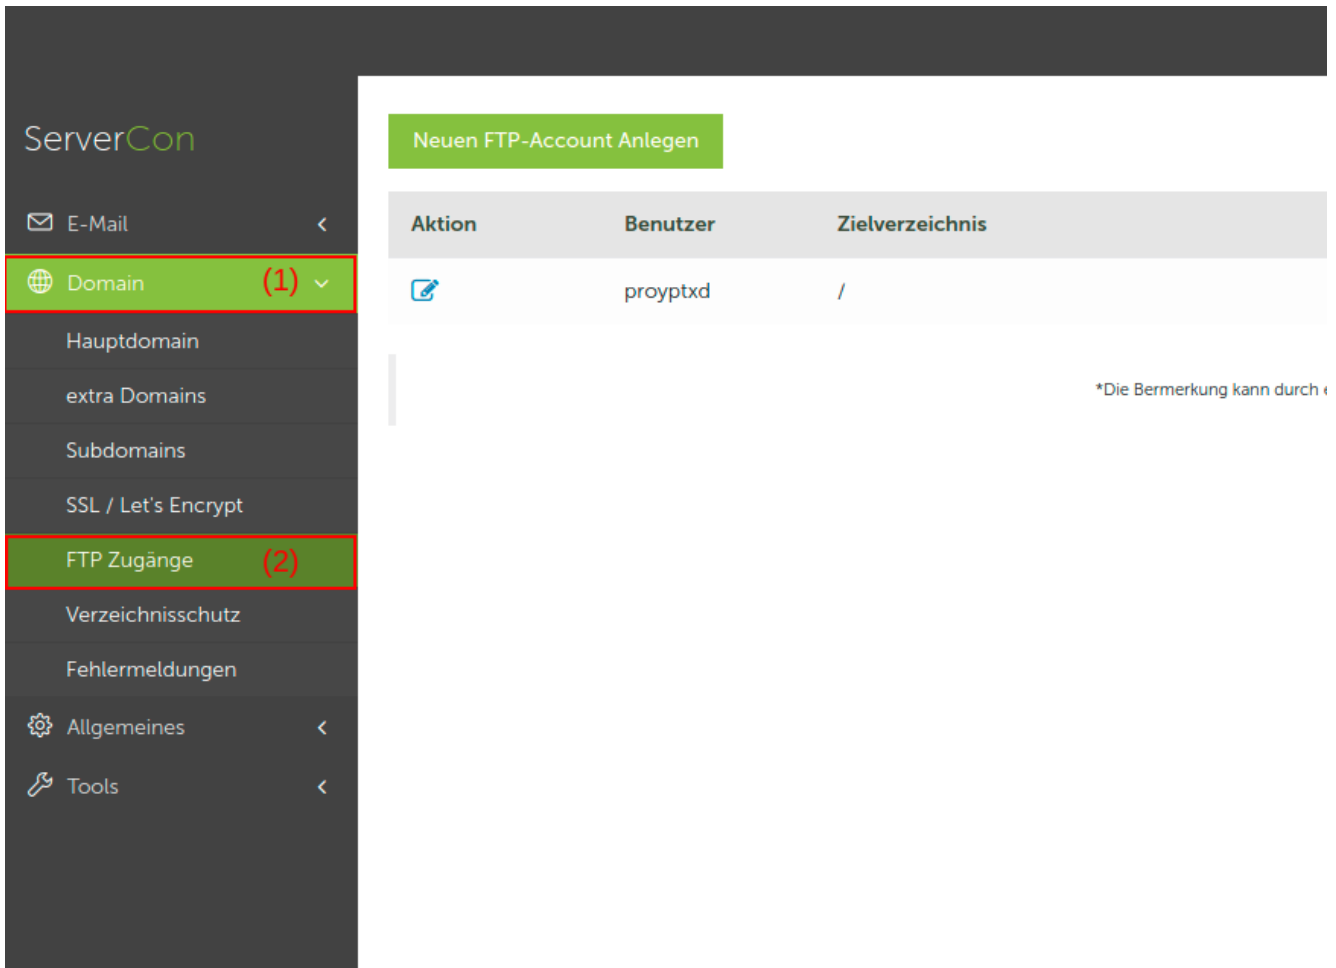 ServerCon
E-Mail
Domain (1)
Hauptdomain
extra Domains
Subdomains
SSL / Let's Encrypt
FTP Zugänge (2)
Verzeichnisschutz
Fehlermeldungen
Allgemeines
Tools
Neuen FTP-Account Anlegen
Aktion Benutzer Zielverzeichnis
proyptxd /
*Die Bermerkung kann durch